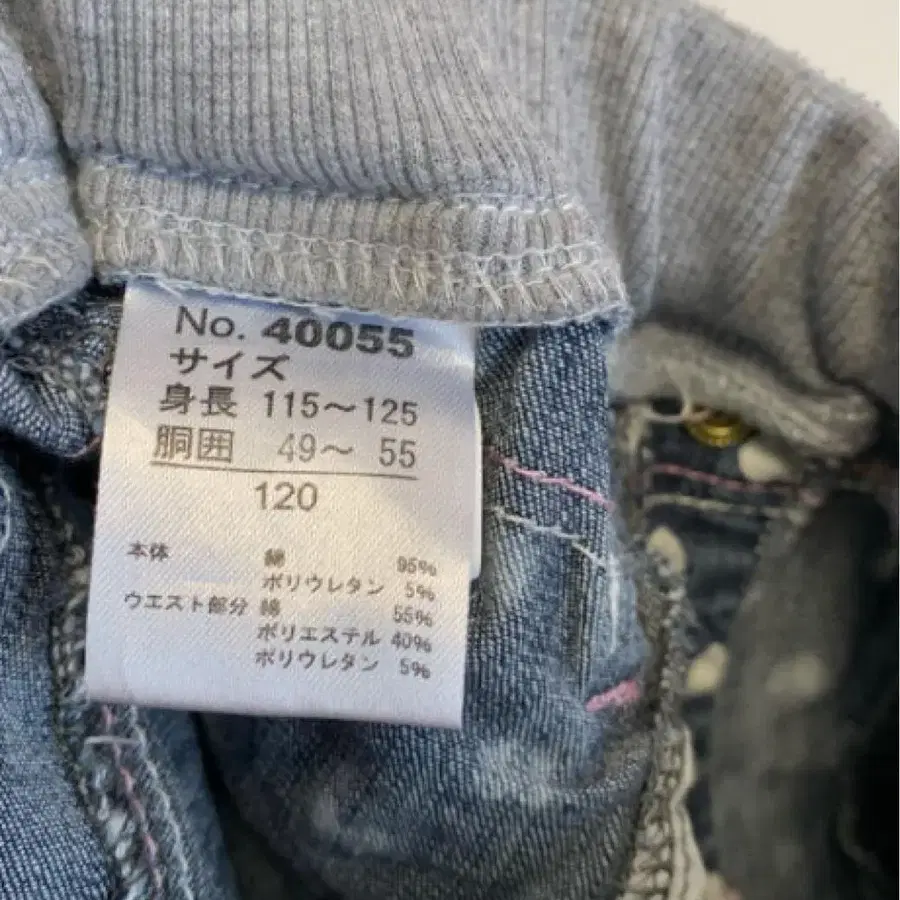 No. 40055
サイズ
身長 115～125
胴囲 49～ 55
120
本体 綿 95%
ポリウレタン 5%
ウエスト部分 綿 55%
ポリエステル 40%
ポリウレタン 5%